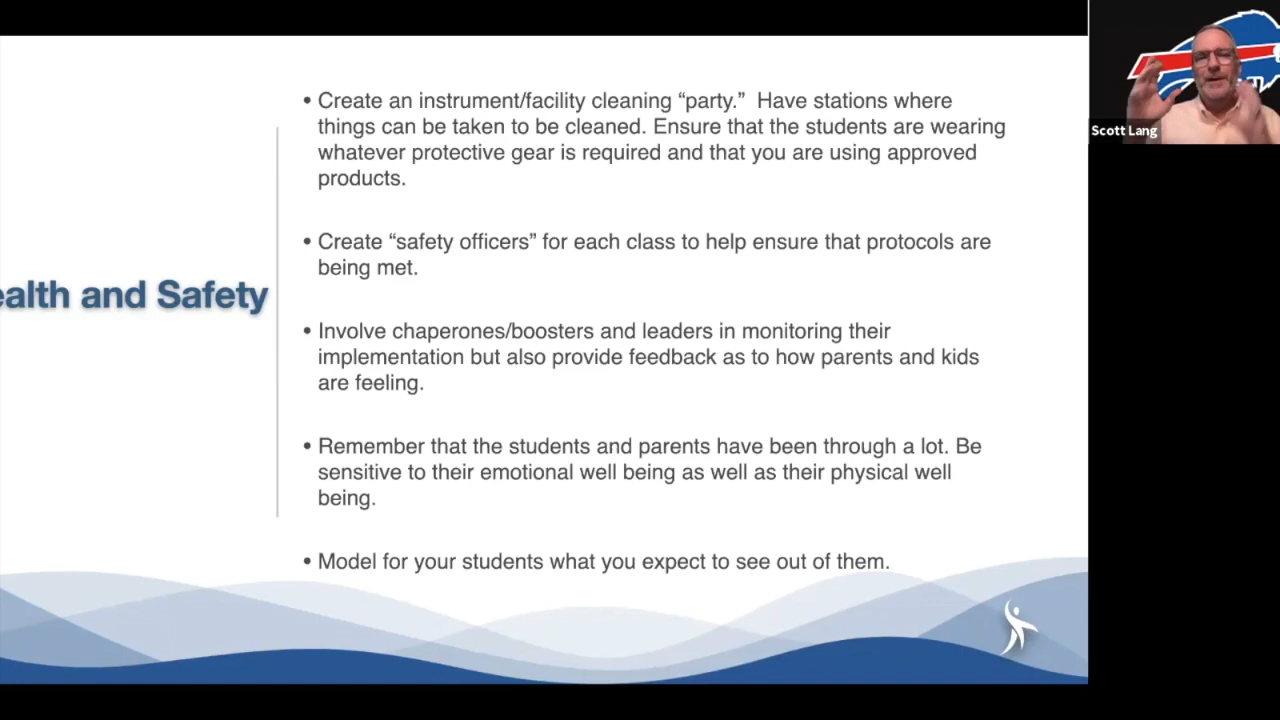 • Create an instrument/facility cleaning “party.”  Have stations where
things can be taken to be cleaned. Ensure that the students are wearing
whatever protective gear is required and that you are using approved
products.
• Create “safety officers” for each class to help ensure that protocols are
being met.
ealth and Safety
• Involve chaperones/boosters and leaders in monitoring their
implementation but also provide feedback as to how parents and kids
are feeling.
• Remember that the students and parents have been through a lot. Be
sensitive to their emotional well being as well as their physical well
being.
• Model for your students what you expect to see out of them.
Scott Lang